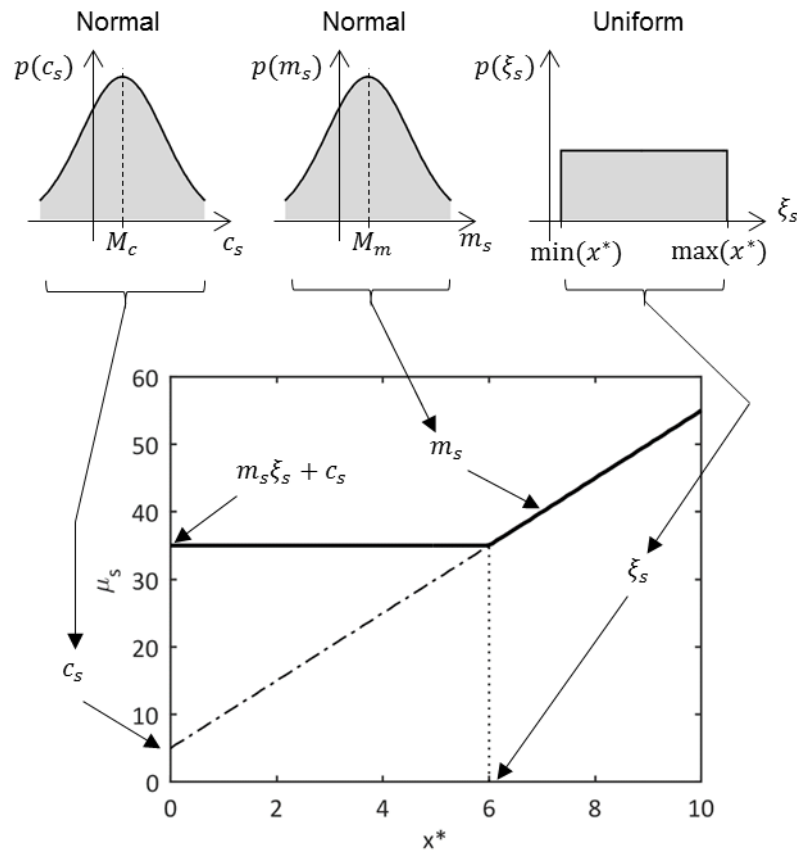 Normal Normal Uniform
p(c_s) p(m_s) p(ξ_s)
M_c c_s M_m m_s min(x*) max(x*) ξ_s
60
50
40
30
20
10
0
μ_s
m_sξ_s + c_s
m_s
ξ_s
c_s
0 2 4 6 8 10
x*